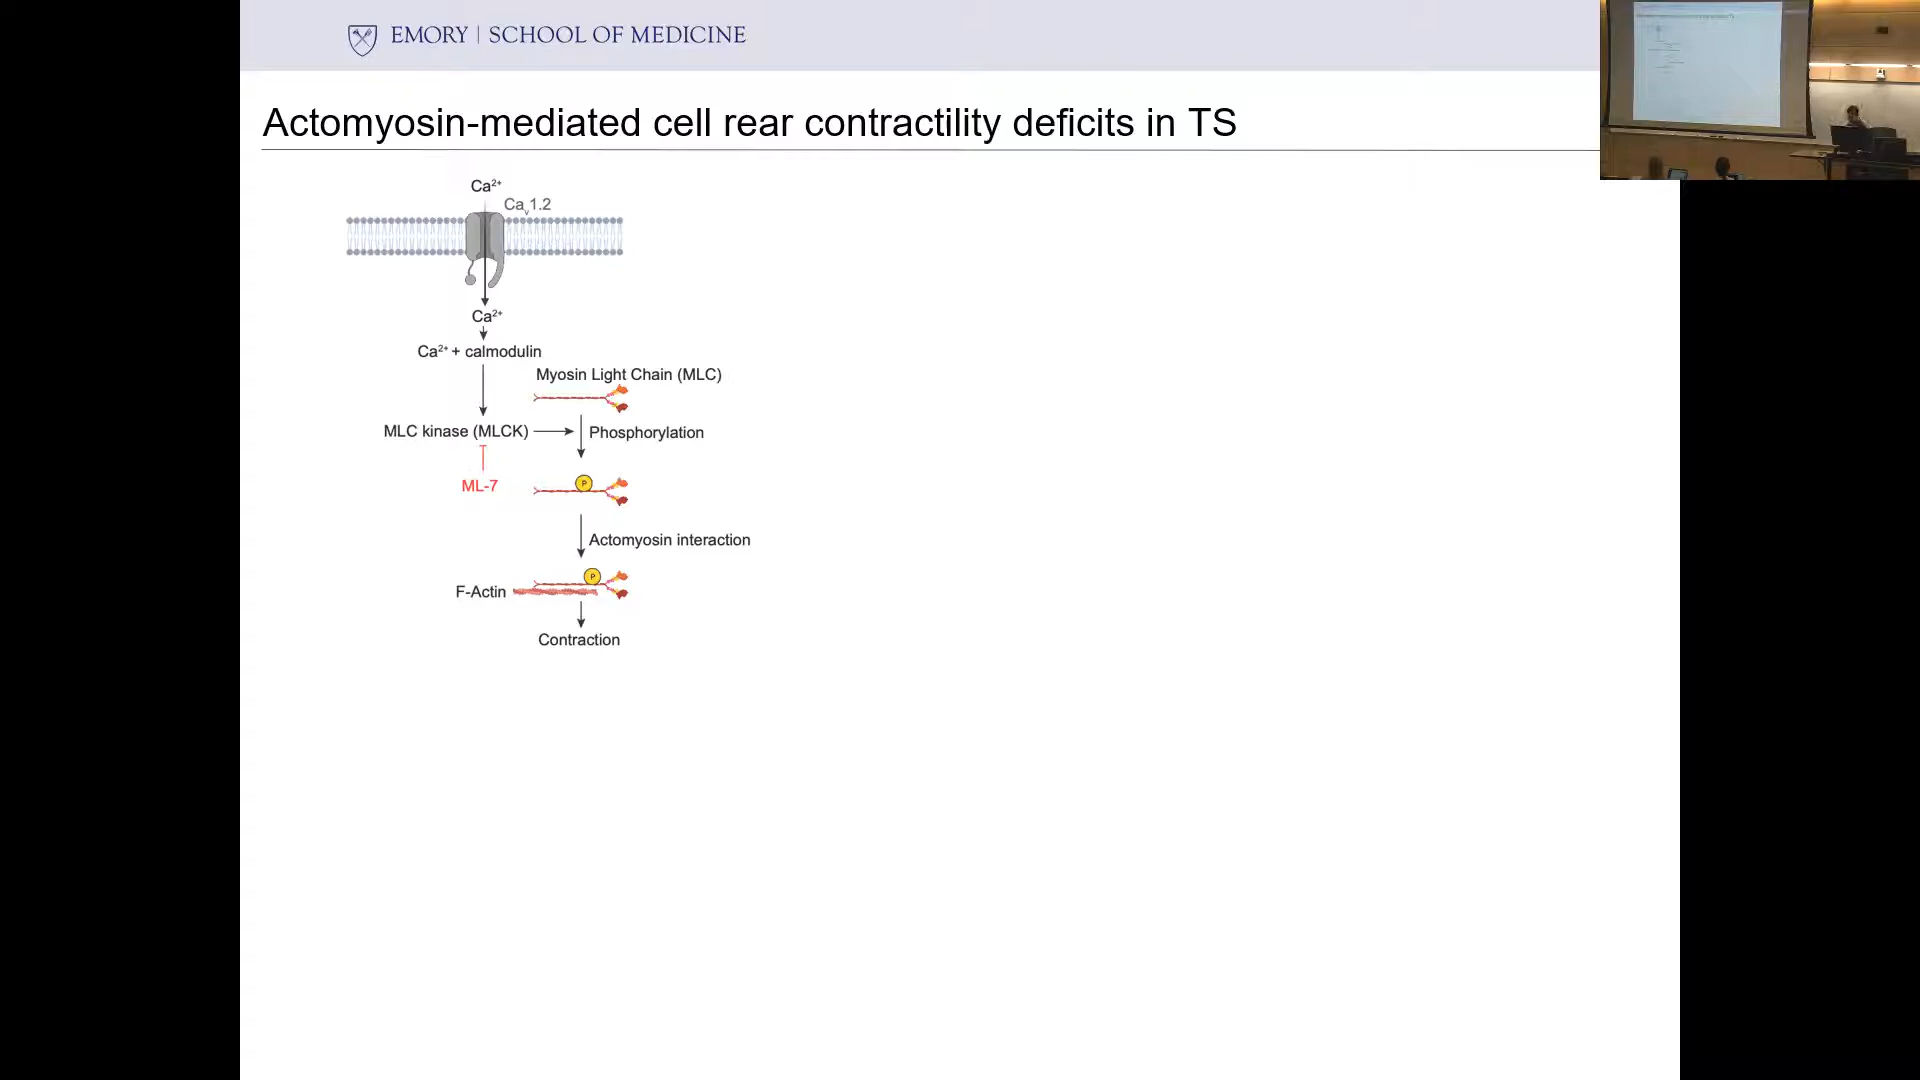 EMORY | SCHOOL OF MEDICINE
Actomyosin-mediated cell rear contractility deficits in TS
Ca²⁺
Caᵥ1.2
Ca²⁺
Ca²⁺ + calmodulin
Myosin Light Chain (MLC)
MLC kinase (MLCK)
Phosphorylation
ML-7
P
Actomyosin interaction
P
F-Actin
Contraction